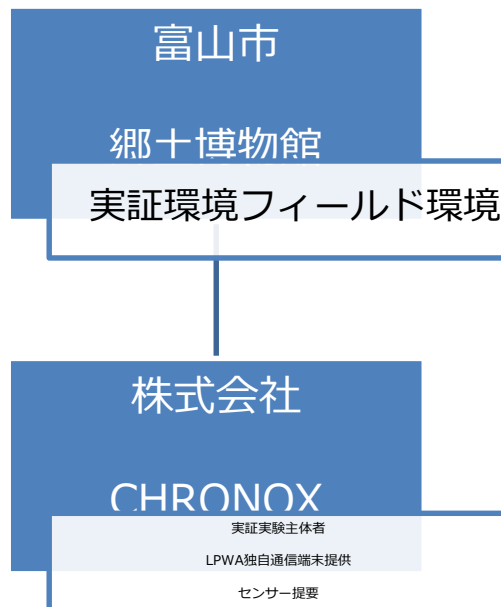 富山市
郷土博物館
実証環境フィールド環境
株式会社
CHRONOX
実証実験主体者
LPWA独自通信端末提供
センサー提要